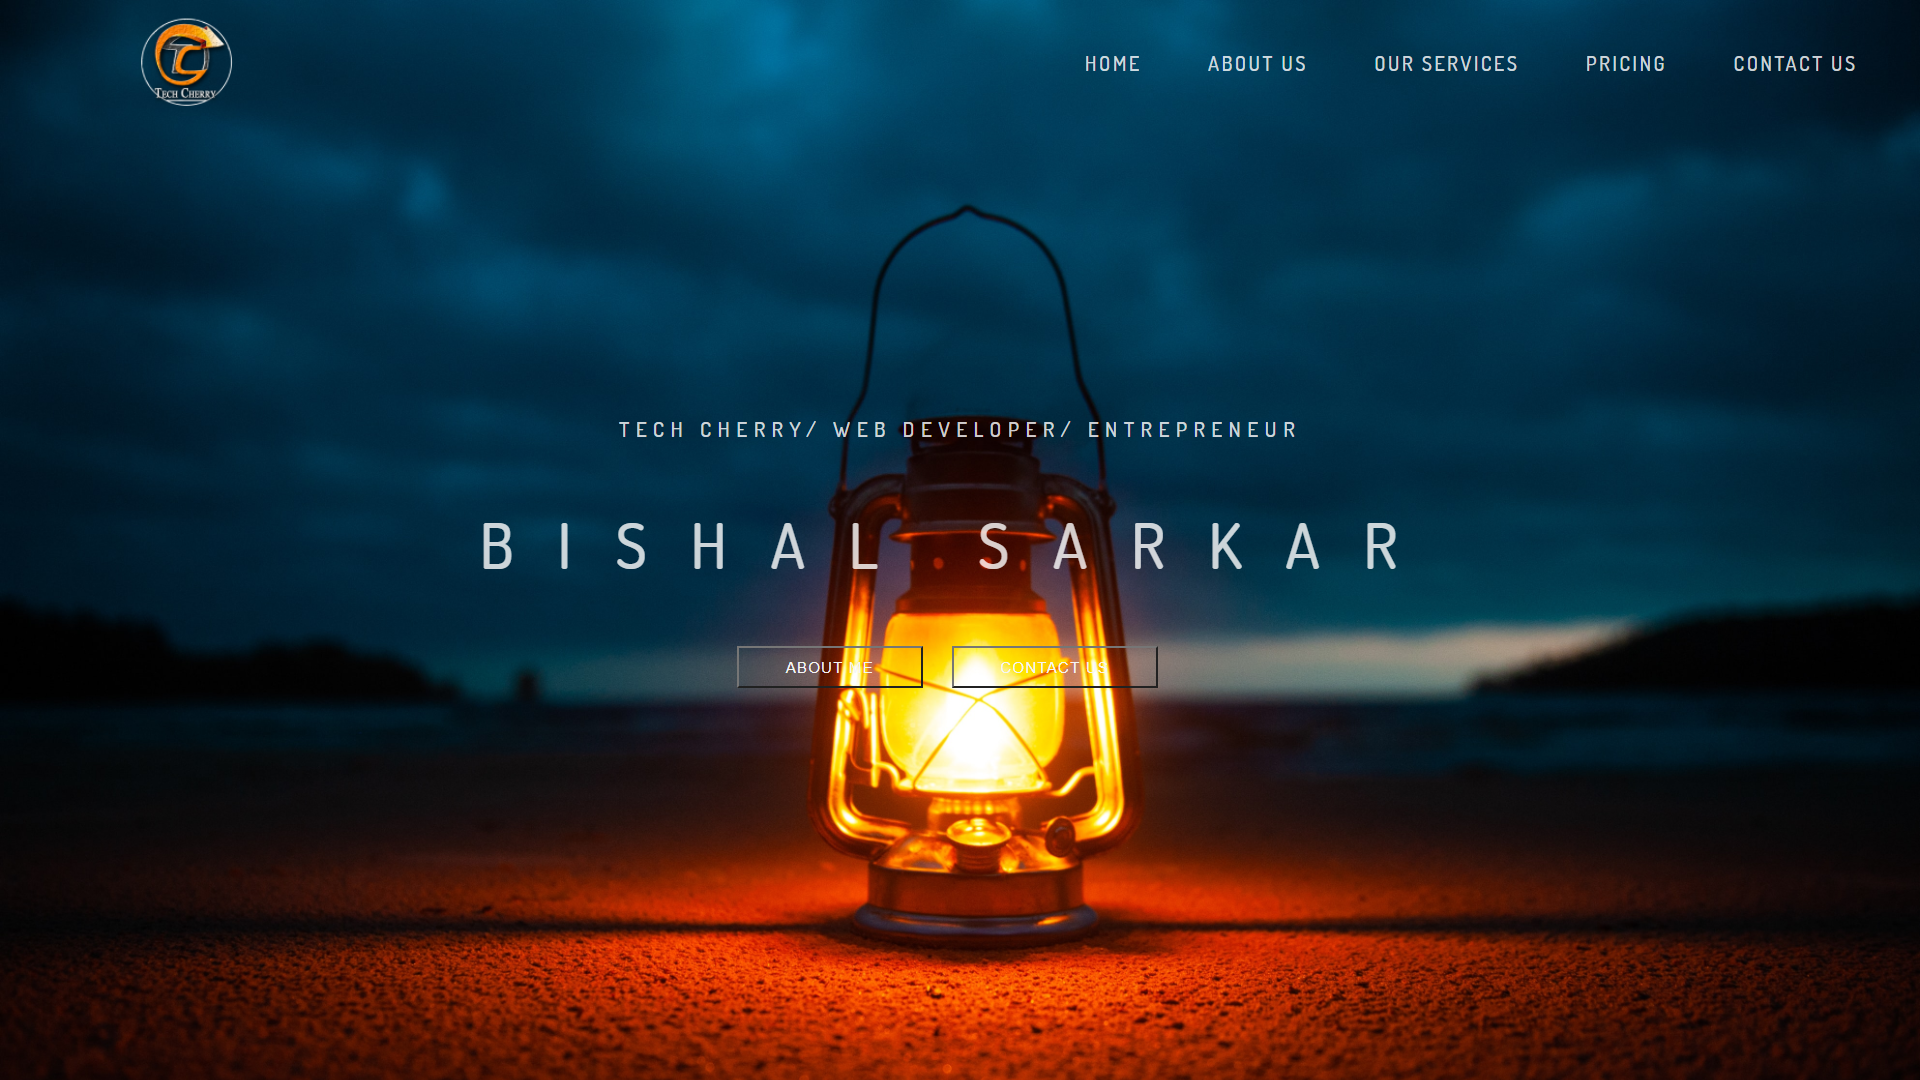 TECH CHERRY
HOME ABOUT US OUR SERVICES PRICING CONTACT US
TECH CHERRY/ WEB DEVELOPER/ ENTREPRENEUR
BISHAL SARKAR
ABOUT ME CONTACT US